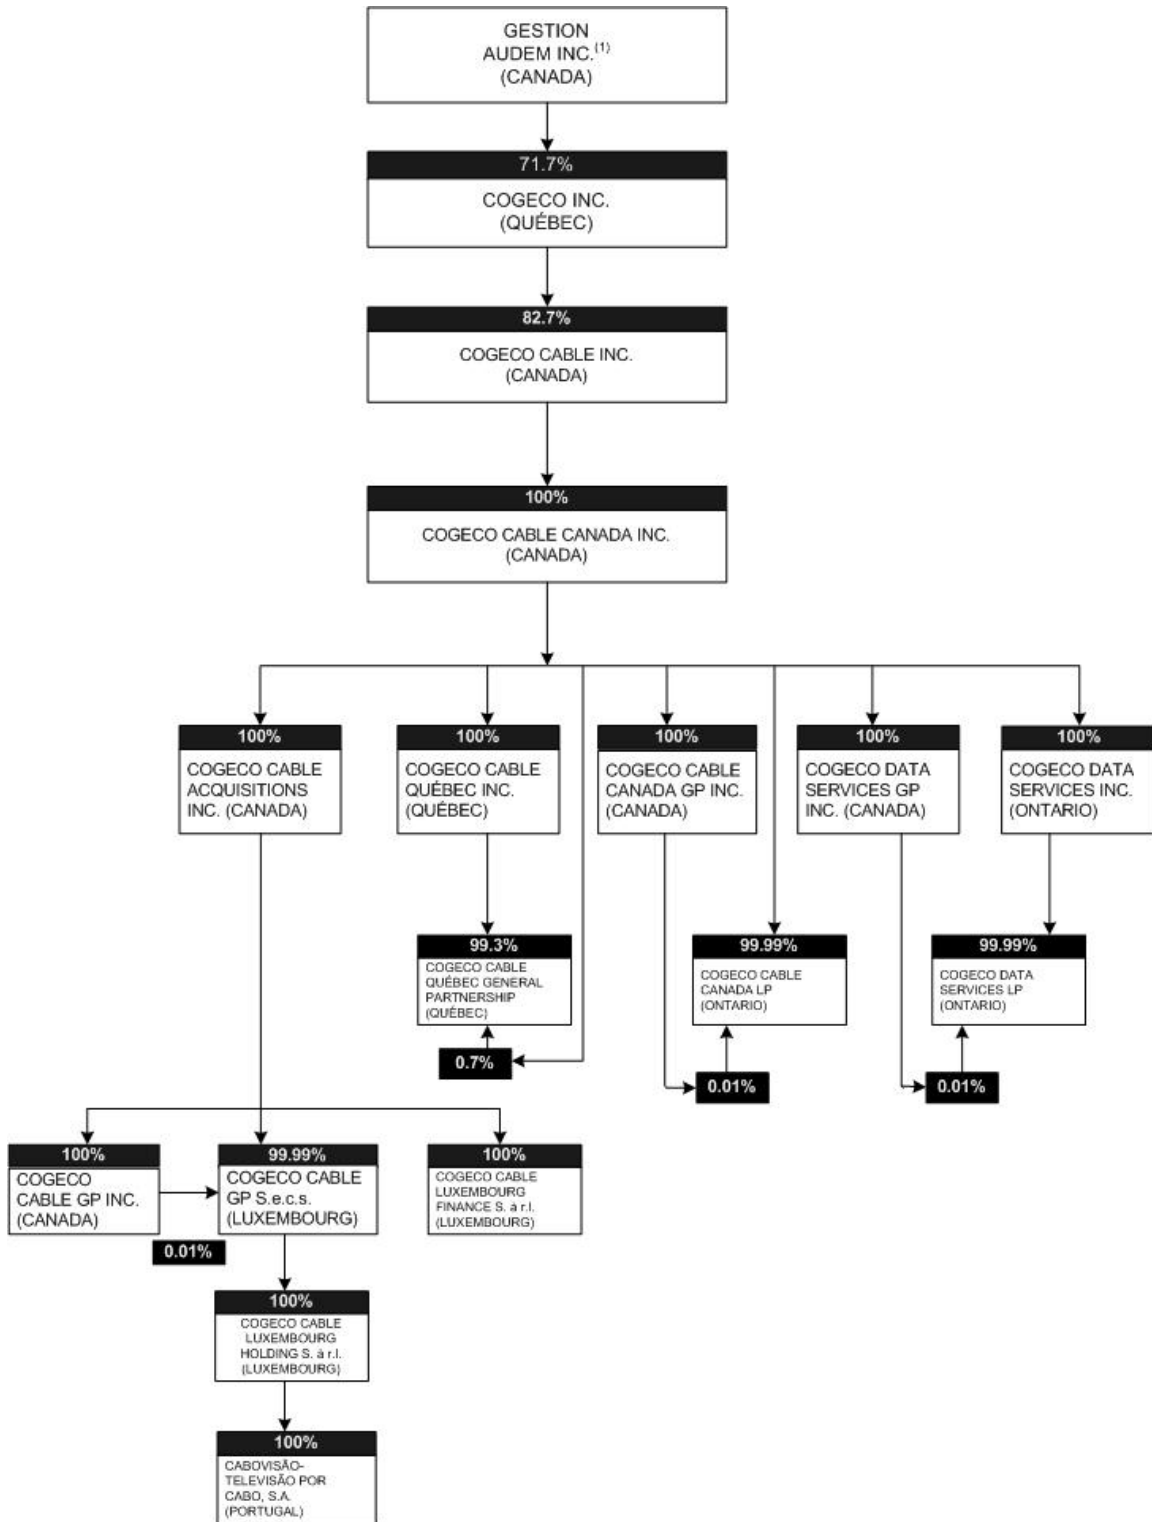 GESTION
AUDEM INC.(1)
(CANADA)
71.7%
COGECO INC.
(QUÉBEC)
82.7%
COGECO CABLE INC.
(CANADA)
100%
COGECO CABLE CANADA INC.
(CANADA)
100%
COGECO CABLE
ACQUISITIONS
INC. (CANADA)
100%
COGECO CABLE
QUÉBEC INC.
(QUÉBEC)
100%
COGECO CABLE
CANADA GP INC.
(CANADA)
100%
COGECO DATA
SERVICES GP
INC. (CANADA)
100%
COGECO DATA
SERVICES INC.
(ONTARIO)
99.3%
COGECO CABLE
QUÉBEC GENERAL
PARTNERSHIP
(QUÉBEC)
0.7%
99.99%
COGECO CABLE
CANADA LP
(ONTARIO)
0.01%
99.99%
COGECO DATA
SERVICES LP
(ONTARIO)
0.01%
100%
COGECO
CABLE GP INC.
(CANADA)
0.01%
99.99%
COGECO CABLE
GP S.e.c.s.
(LUXEMBOURG)
100%
COGECO CABLE
LUXEMBOURG
FINANCE S. à r.l.
(LUXEMBOURG)
100%
COGECO CABLE
LUXEMBOURG
HOLDING S. à r.l.
(LUXEMBOURG)
100%
CABOVISÃO-
TELEVISÃO POR
CABO, S.A.
(PORTUGAL)